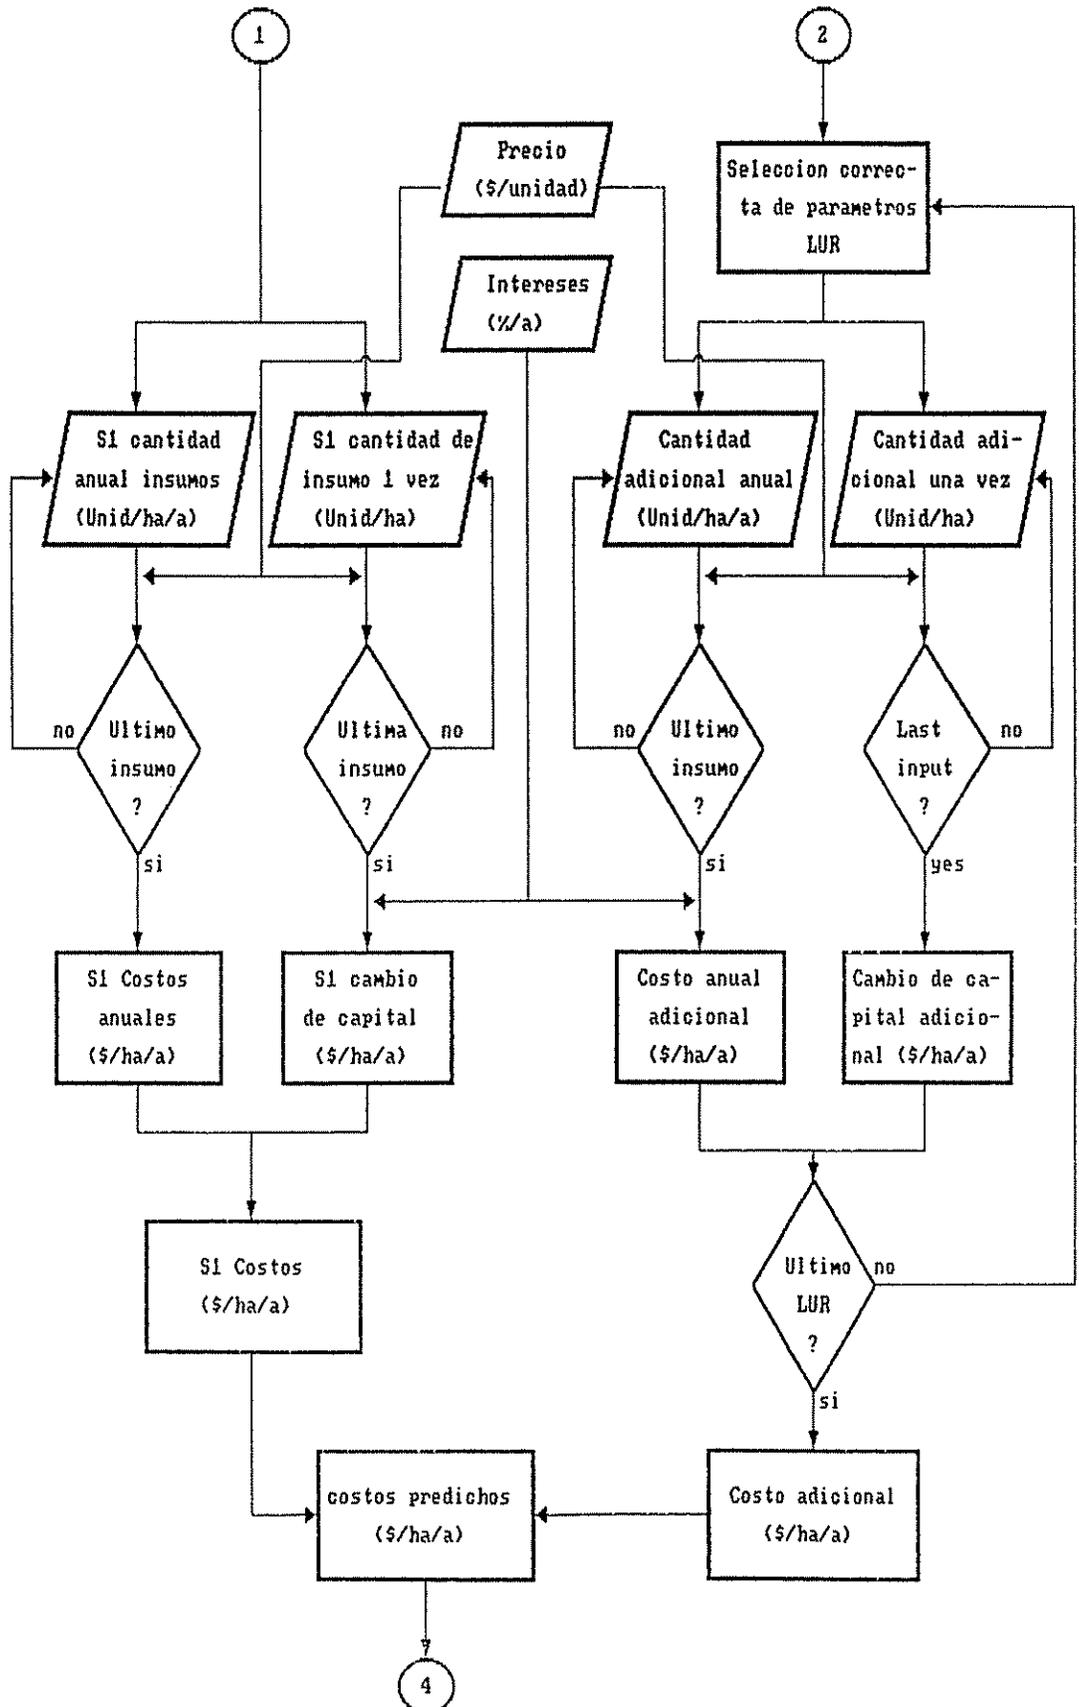 1
2
Precio
($/unidad)
Seleccion correc-
ta de parametros
LUR
Intereses
(%/a)
S1 cantidad
anual insumos
(Unid/ha/a)
S1 cantidad de
insumo 1 vez
(Unid/ha)
Cantidad
adicional anual
(Unid/ha/a)
Cantidad adi-
cional una vez
(Unid/ha)
no
Ultimo
insumo
?
si
Ultima
insumo
?
no
si
no
Ultimo
insumo
?
si
Last
input
?
no
yes
S1 Costos
anuales
($/ha/a)
S1 cambio
de capital
($/ha/a)
Costo anual
adicional
($/ha/a)
Cambio de ca-
pital adicio-
nal ($/ha/a)
S1 Costos
($/ha/a)
Ultimo
LUR
?
no
si
costos predichos
($/ha/a)
Costo adicional
($/ha/a)
4